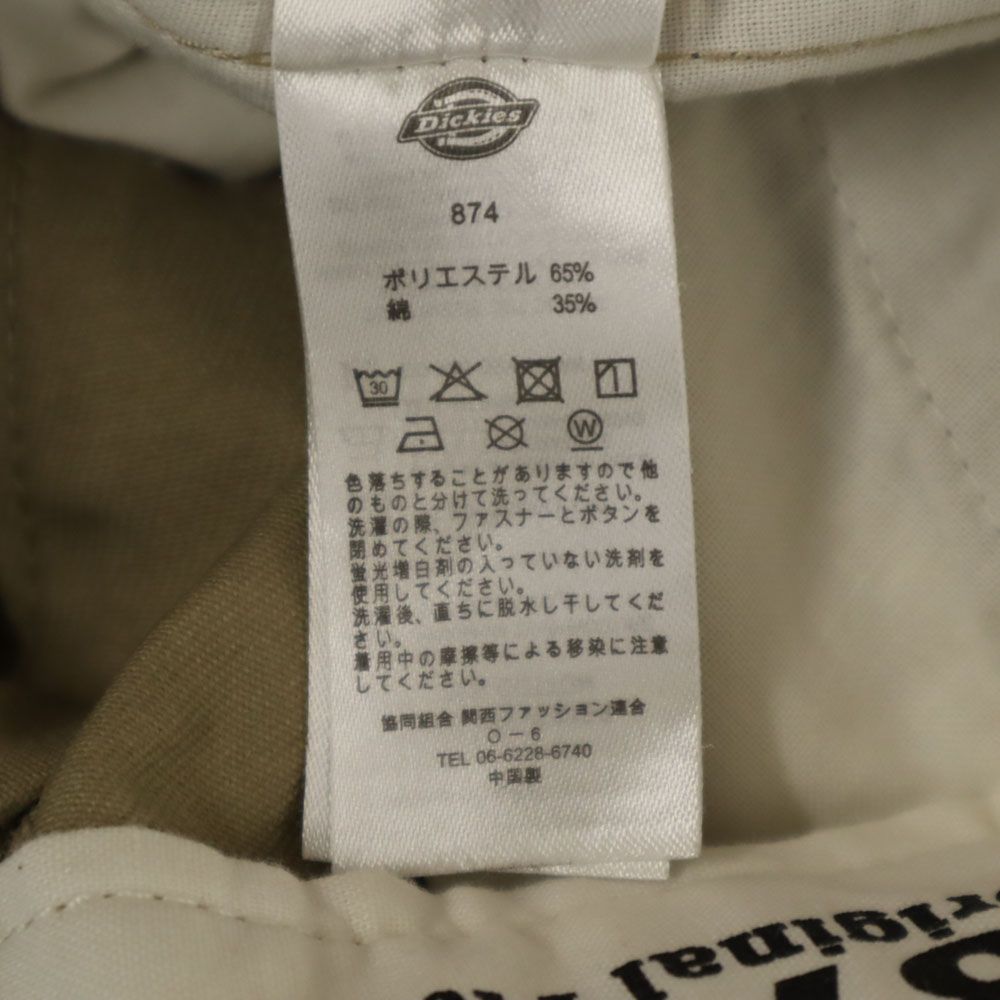 Dickies
874
ポリエステル 65%
綿 35%
30
W
色落ちすることがありますので他
のものと分けて洗ってください。
洗濯の際、ファスナーとボタンを
閉めてください。
蛍光増白剤の入っていない洗剤を
使用してください。
洗濯後、直ちに脱水し干してくだ
さい。
着用中の摩擦等による移染に注意
してください。
協同組合 関西ファッション連合
O-6
TEL 06-6228-6740
中国製
original